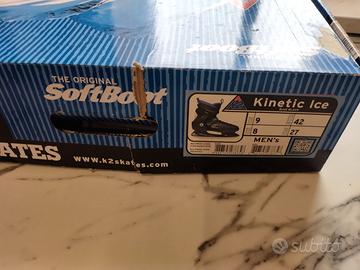 THE ORIGINAL
SoftBoot
Kinetic Ice
9 42
8 27
MEN's
ATES
www.k2skates.com
subito